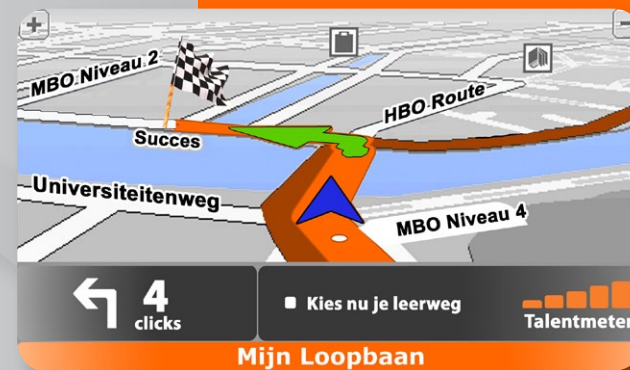 MBO Niveau 2
HBO Route
Succes
Universiteitenweg
MBO Niveau 4
4
clicks
Kies nu je leerweg
Talentmeter
Mijn Loopbaan